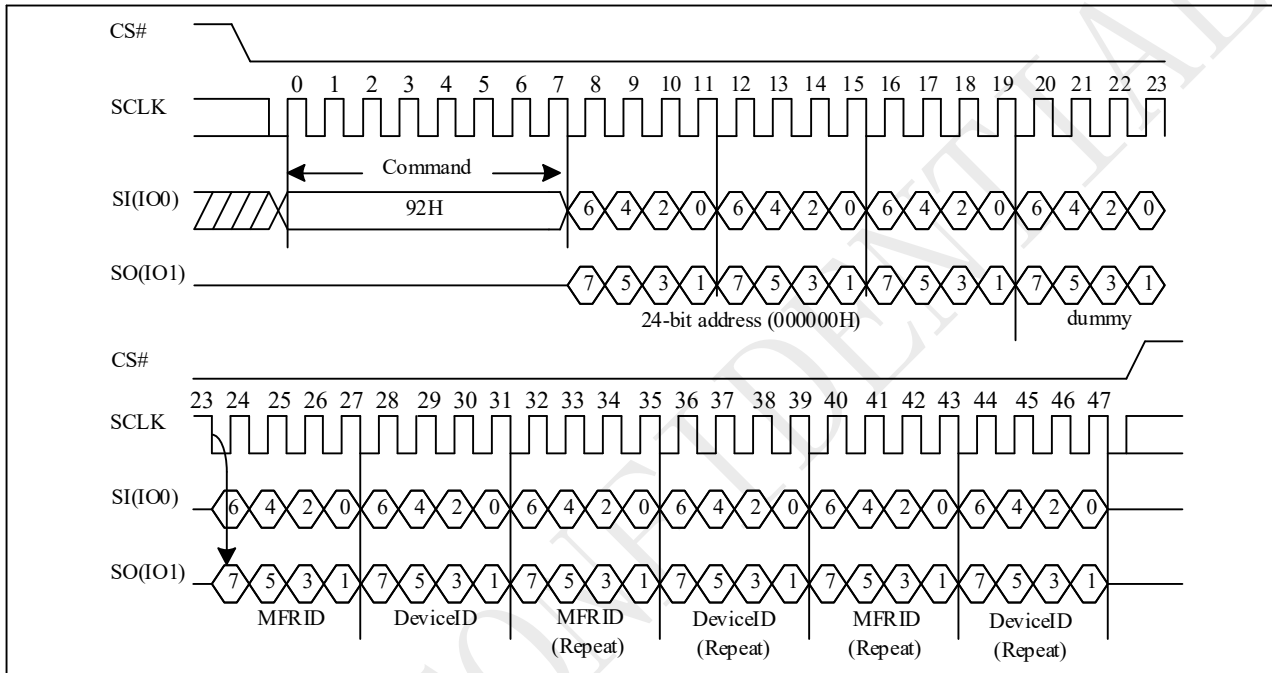 CS#
0 1 2 3 4 5 6 7 8 9 10 11 12 13 14 15 16 17 18 19 20 21 22 23
SCLK
Command
SI(IO0) 92H 6 4 2 0 6 4 2 0 6 4 2 0 6 4 2 0
SO(IO1) 7 5 3 1 7 5 3 1 7 5 3 1 7 5 3 1
24-bit address (000000H) dummy
CS#
23 24 25 26 27 28 29 30 31 32 33 34 35 36 37 38 39 40 41 42 43 44 45 46 47
SCLK
SI(IO0) 6 4 2 0 6 4 2 0 6 4 2 0 6 4 2 0 6 4 2 0 6 4 2 0
SO(IO1) 7 5 3 1 7 5 3 1 7 5 3 1 7 5 3 1 7 5 3 1 7 5 3 1
MFRID DeviceID MFRID DeviceID MFRID DeviceID
(Repeat) (Repeat) (Repeat) (Repeat)
ONFIDENTIAL